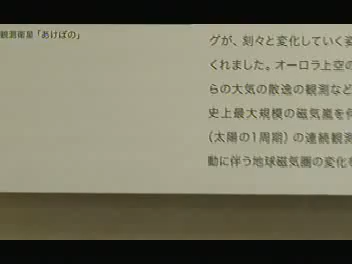 観測衛星「あけぼの」
グが、刻々と変化していく姿
くれました。オーロラ上空の
らの大気の散逸の観測など
史上最大規模の磁気嵐を
(太陽の1周期)の連続観測
動に伴う地球磁気圏の変化を